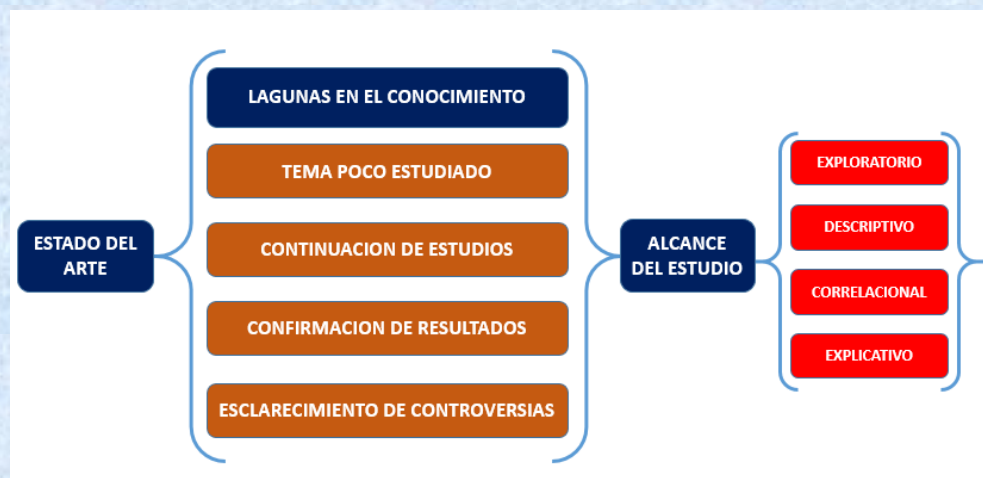 ESTADO DEL
ARTE
LAGUNAS EN EL CONOCIMIENTO
TEMA POCO ESTUDIADO
CONTINUACION DE ESTUDIOS
CONFIRMACION DE RESULTADOS
ESCLARECIMIENTO DE CONTROVERSIAS
ALCANCE
DEL ESTUDIO
EXPLORATORIO
DESCRIPTIVO
CORRELACIONAL
EXPLICATIVO